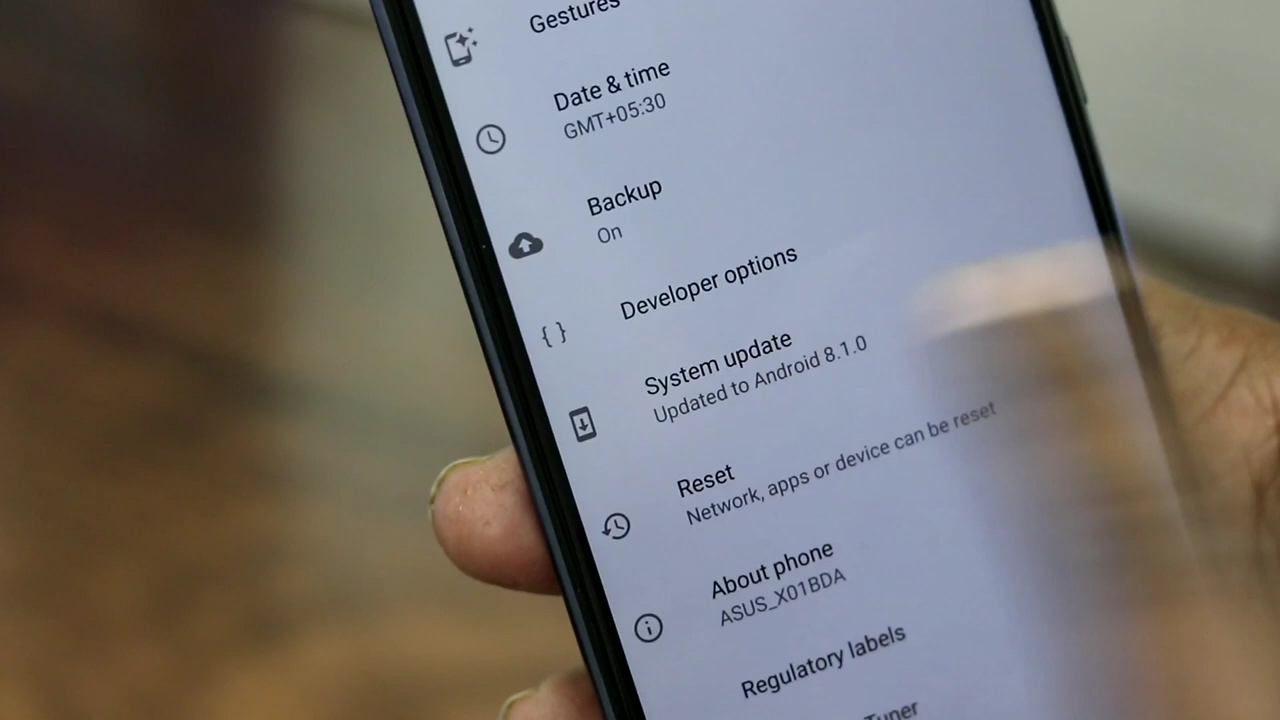 Gestures
Date & time
GMT+05:30
Backup
On
Developer options
System update
Updated to Android 8.1.0
Reset
Network, apps or device can be reset
About phone
ASUS_X01BDA
Regulatory labels
Tuner